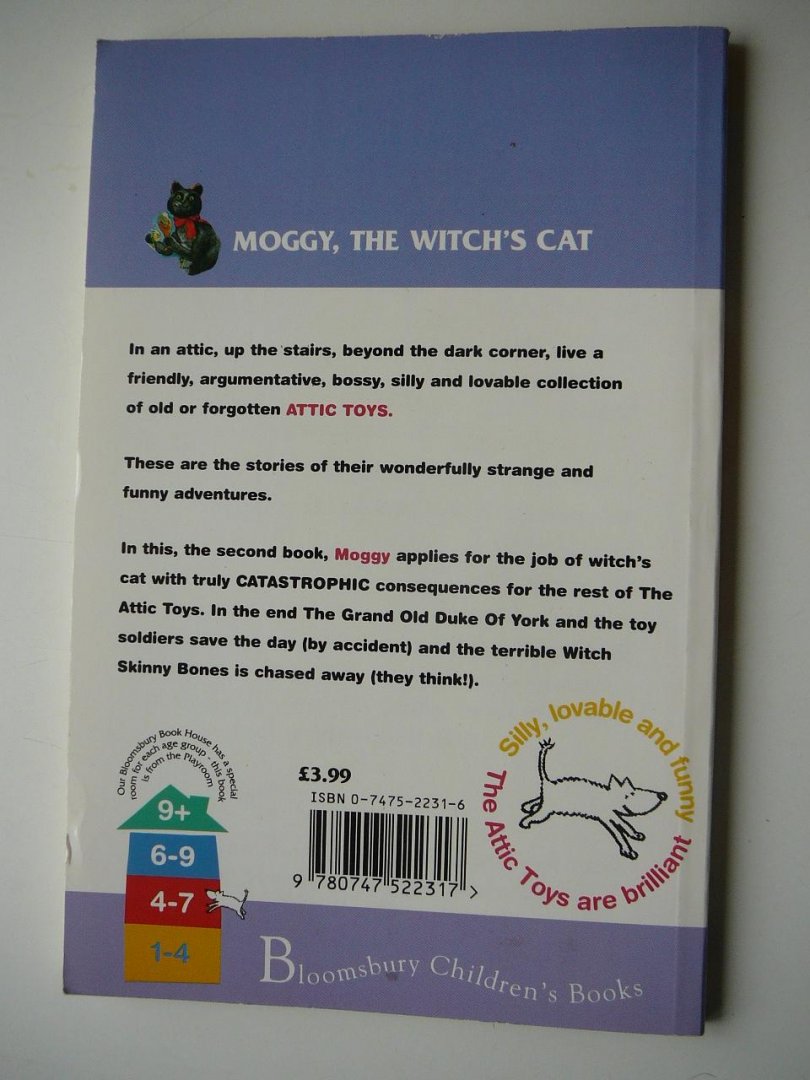 MOGGY, THE WITCH'S CAT
In an attic, up the stairs, beyond the dark corner, live a
friendly, argumentative, bossy, silly and lovable collection
of old or forgotten ATTIC TOYS.
These are the stories of their wonderfully strange and
funny adventures.
In this, the second book, Moggy applies for the job of witch's
cat with truly CATASTROPHIC consequences for the rest of The
Attic Toys. In the end The Grand Old Duke Of York and the toy
soldiers save the day (by accident) and the terrible Witch
Skinny Bones is chased away (they think!).
Our Bloomsbury Book House has a special
room for each age group - this book
is from the Playroom
9+
6-9
4-7
1-4
£3.99
ISBN 0-7475-2231-6
9 780747 522317 >
Silly, lovable and funny
The Attic Toys are brilliant
Bloomsbury Children's Books